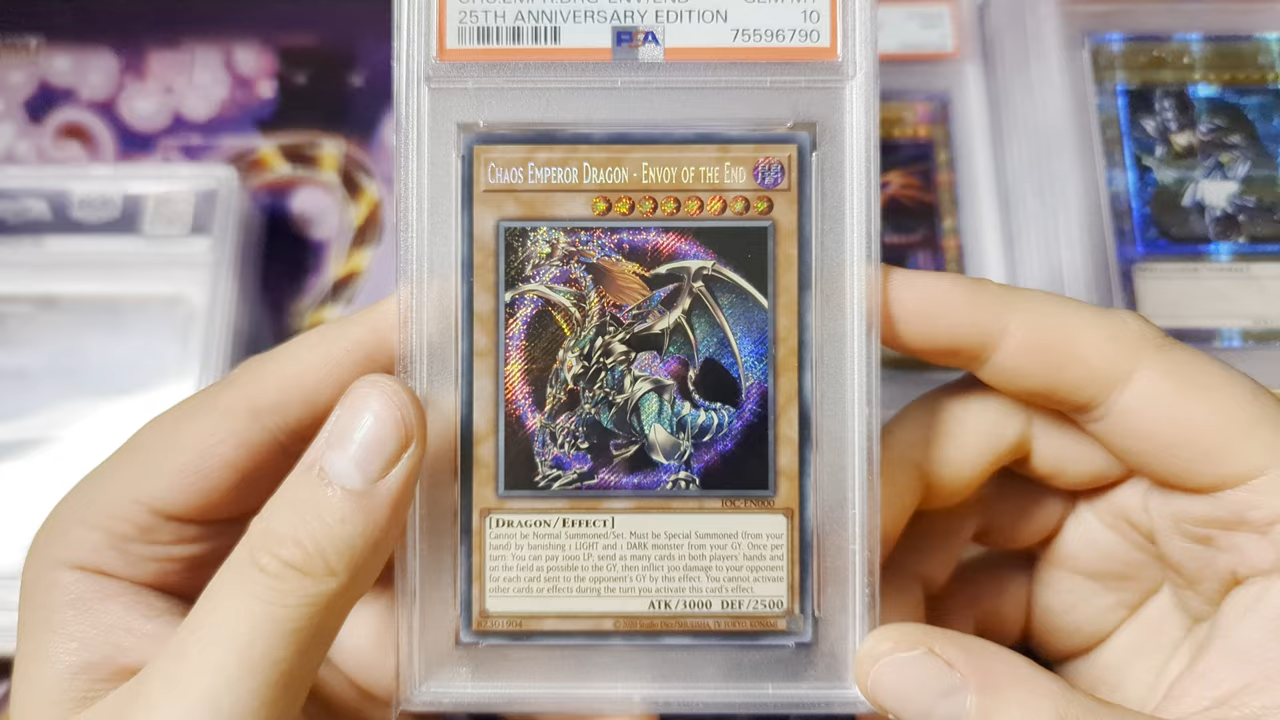 25TH ANNIVERSARY EDITION 10
PSA 75596790
CHAOS EMPEROR DRAGON - ENVOY OF THE END
闇
IOC-EN000
[DRAGON/EFFECT]
Cannot be Normal Summoned/Set. Must be Special Summoned (from your
hand) by banishing 1 LIGHT and 1 DARK monster from your GY. Once per
turn: You can pay 1000 LP; send as many cards in both players' hands and
on the field as possible to the GY, then inflict 300 damage to your opponent
for each card sent to the opponent's GY by this effect. You cannot activate
other cards or effects during the turn you activate this card's effect.
ATK/3000 DEF/2500
82301904 © 2020 Studio Dice/SHUEISHA, TV TOKYO, KONAMI